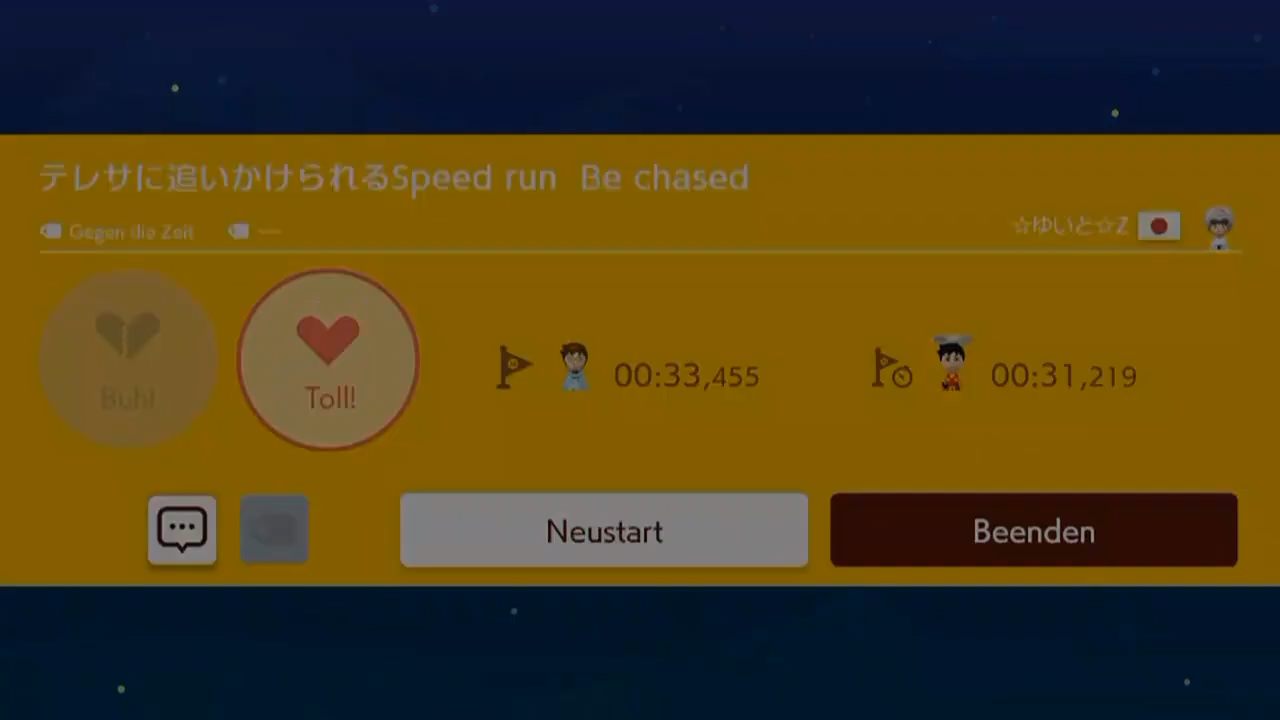 テレサに追いかけられるSpeed run Be chased
Gegen die Zeit
—
☆ゆいと☆Z
Buh!
Toll!
00:33,455
00:31,219
Neustart
Beenden